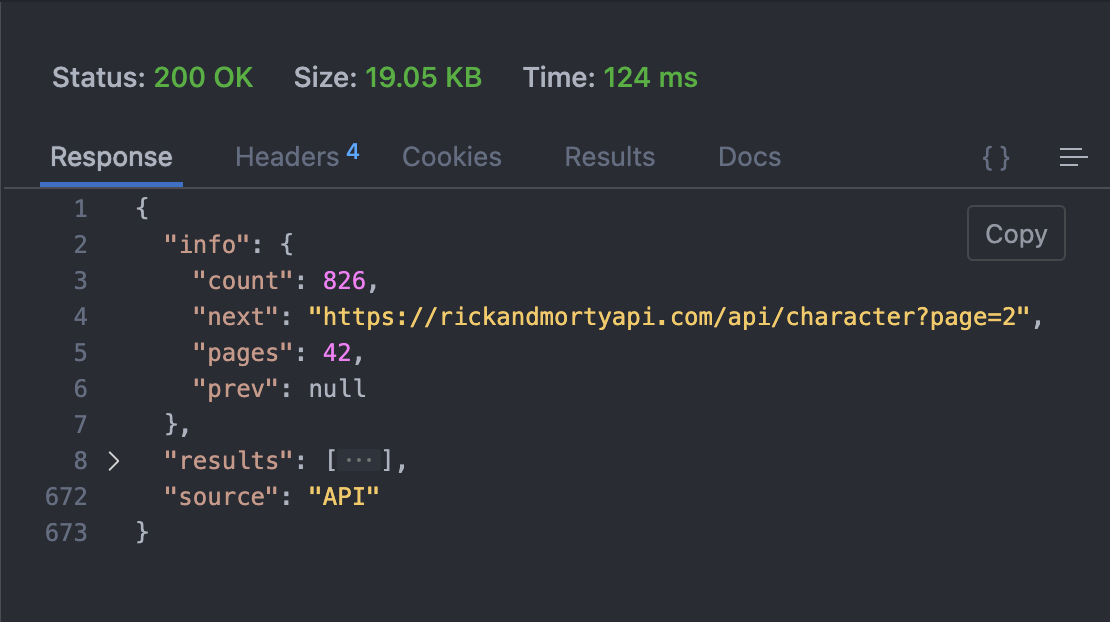 Status: 200 OK Size: 19.05 KB Time: 124 ms
Response Headers 4 Cookies Results Docs { }
Copy
1 {
2 "info": {
3 "count": 826,
4 "next": "https://rickandmortyapi.com/api/character?page=2",
5 "pages": 42,
6 "prev": null
7 },
8 "results": [···],
672 "source": "API"
673 }